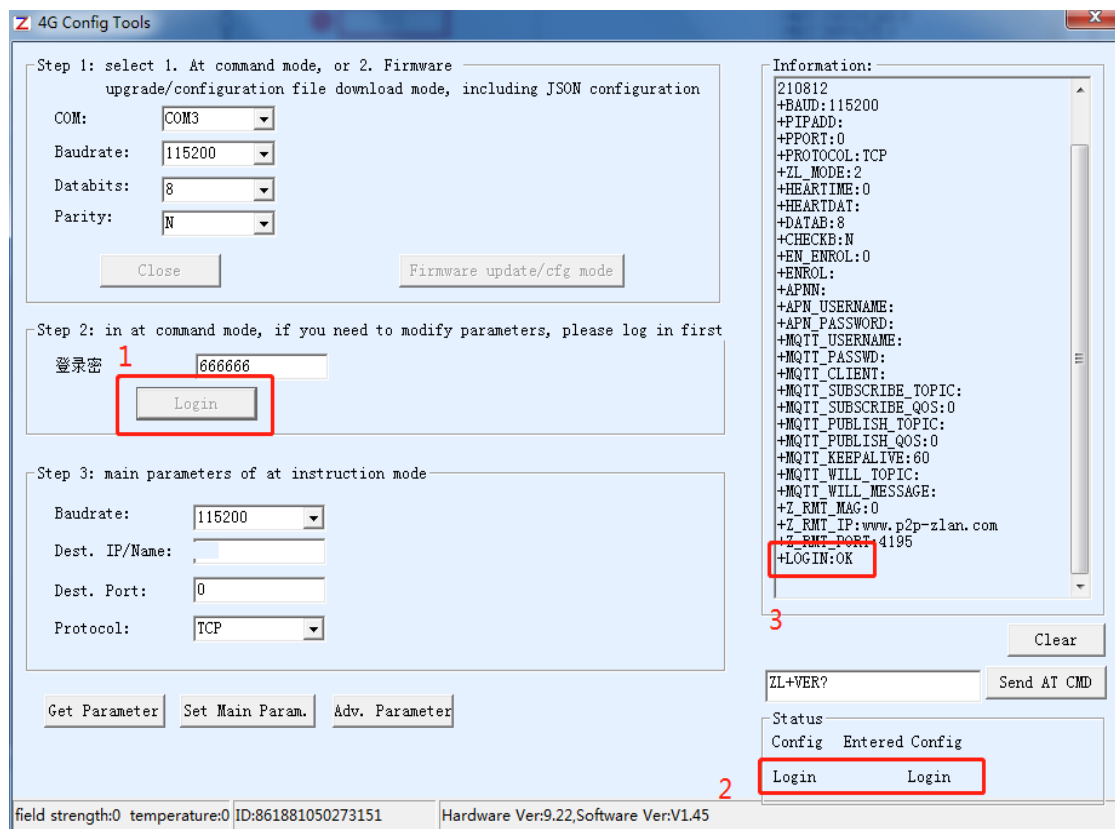 4G Config Tools
Step 1: select 1. At command mode, or 2. Firmware
upgrade/configuration file download mode, including JSON configuration
COM:
COM3
Baudrate:
115200
Databits:
8
Parity:
N
Close
Firmware update/cfg mode
Step 2: in at command mode, if you need to modify parameters, please log in first
1
登录密
666666
Login
Step 3: main parameters of at instruction mode
Baudrate:
115200
Dest. IP/Name:
Dest. Port:
0
Protocol:
TCP
Get Parameter
Set Main Param.
Adv. Parameter
Information:
210812
+BAUD:115200
+PIPADD:
+PPORT:0
+PROTOCOL:TCP
+ZL_MODE:2
+HEARTIME:0
+HEARTDAT:
+DATAB:8
+CHECKB:N
+EN_ENROL:0
+ENROL:
+APNN:
+APN_USERNAME:
+APN_PASSWORD:
+MQTT_USERNAME:
+MQTT_PASSWD:
+MQTT_CLIENT:
+MQTT_SUBSCRIBE_TOPIC:
+MQTT_SUBSCRIBE_QOS:0
+MQTT_PUBLISH_TOPIC:
+MQTT_PUBLISH_QOS:0
+MQTT_KEEPALIVE:60
+MQTT_WILL_TOPIC:
+MQTT_WILL_MESSAGE:
+Z_RMT_MAG:0
+Z_RMT_IP:www.p2p-zlan.com
+Z_RMT_PORT:4195
+LOGIN:OK
3
Clear
ZL+VER?
Send AT CMD
Status
Config Entered Config
Login Login
2
field strength:0 temperature:0 ID:861881050273151 Hardware Ver:9.22,Software Ver:V1.45